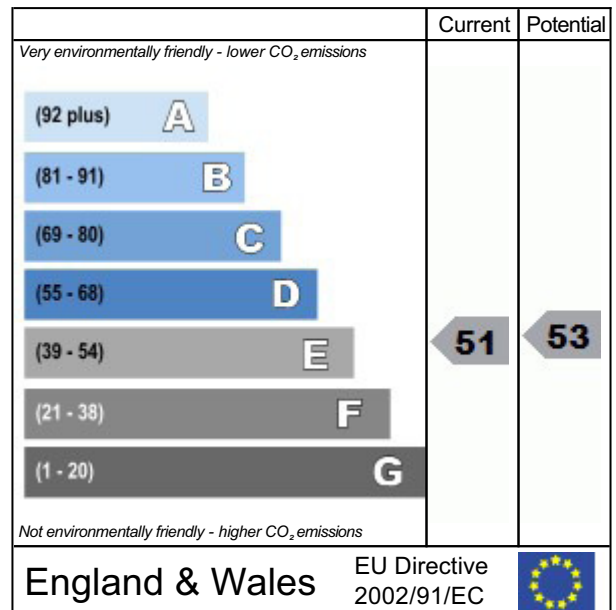 Current Potential
Very environmentally friendly - lower CO₂ emissions
(92 plus) A
(81 - 91) B
(69 - 80) C
(55 - 68) D
(39 - 54) E 51 53
(21 - 38) F
(1 - 20) G
Not environmentally friendly - higher CO₂ emissions
England & Wales
EU Directive
2002/91/EC